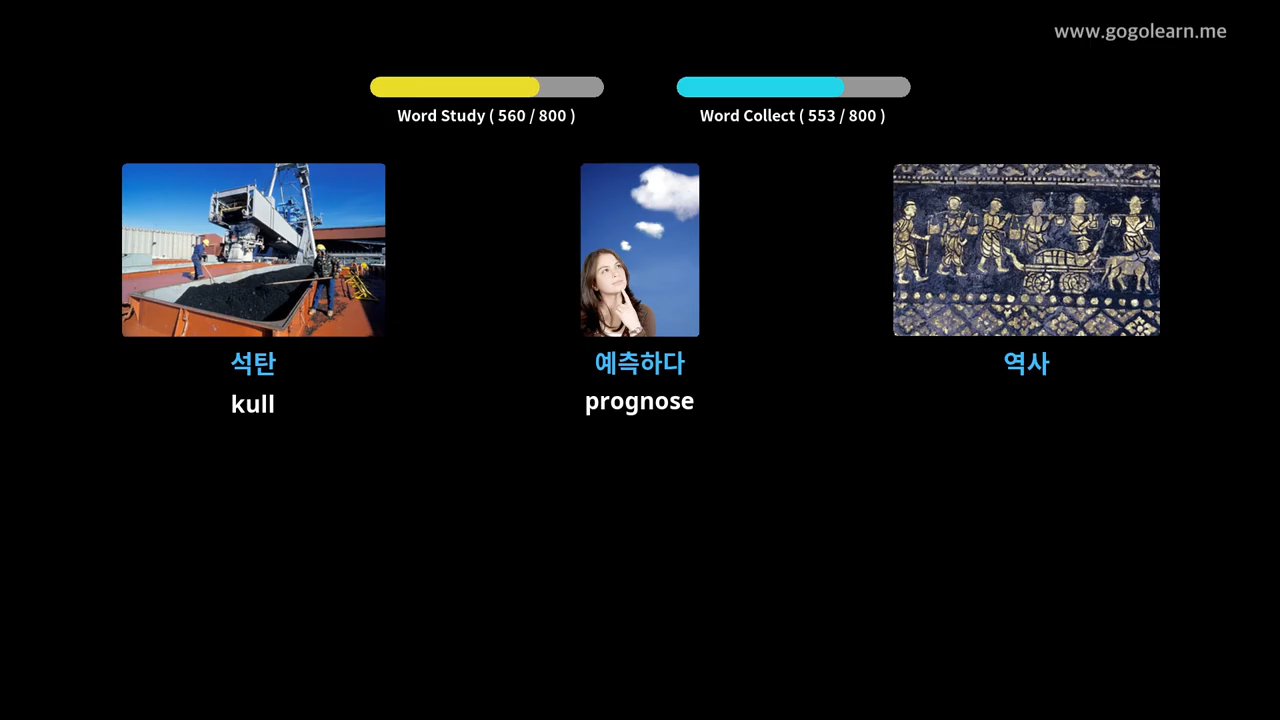 www.gogolearn.me
Word Study ( 560 / 800 )
Word Collect ( 553 / 800 )
석탄
예측하다
역사
kull
prognose